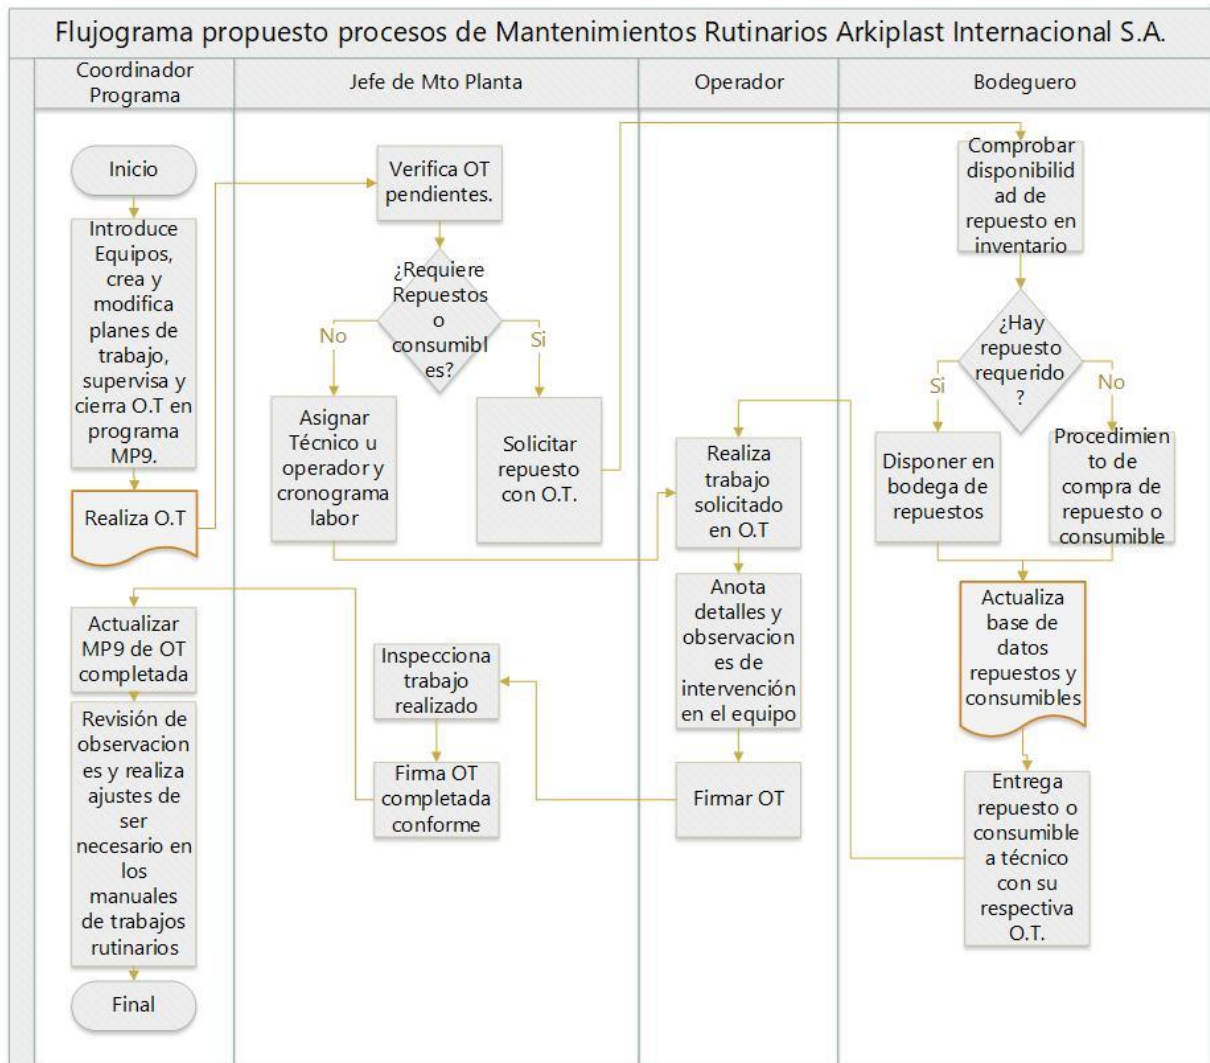 Flujograma propuesto procesos de Mantenimientos Rutinarios Arkiplast Internacional S.A.
Coordinador
Programa
Jefe de Mto Planta
Operador
Bodeguero
Inicio
Introduce
Equipos,
crea y
modifica
planes de
trabajo,
supervisa y
cierra O.T en
programa
MP9.
Realiza O.T
Verifica OT
pendientes.
¿Requiere
Repuestos
o
consumibl
es?
No
Si
Asignar
Técnico u
operador y
cronograma
labor
Solicitar
repuesto
con O.T.
Comprobar
disponibilid
ad de
repuesto en
inventario
¿Hay
repuesto
requerido
?
Si
No
Disponer en
bodega de
repuestos
Procedimien
to de
compra de
repuesto o
consumible
Actualiza
base de
datos
repuestos y
consumibles
Entrega
repuesto o
consumible
a técnico
con su
respectiva
O.T.
Realiza
trabajo
solicitado
en O.T
Anota
detalles y
observacion
es de
intervención
en el equipo
Firmar OT
Inspecciona
trabajo
realizado
Firma OT
completada
conforme
Actualizar
MP9 de OT
completada
Revisión de
observacion
es y realiza
ajustes de
ser
necesario en
los
manuales
de trabajos
rutinarios
Final